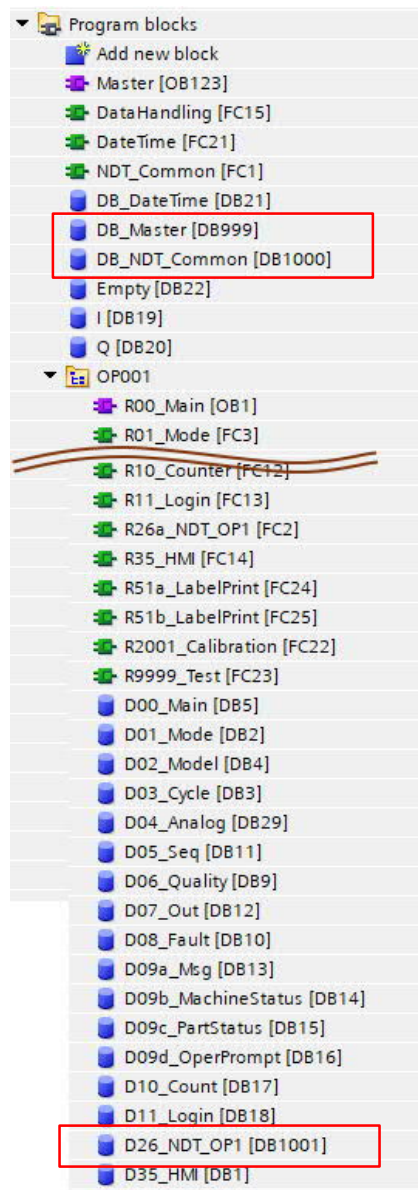 Program blocks
Add new block
Master [OB123]
DataHandling [FC15]
DateTime [FC21]
NDT_Common [FC1]
DB_DateTime [DB21]
DB_Master [DB999]
DB_NDT_Common [DB1000]
Empty [DB22]
I [DB19]
Q [DB20]
OP001
R00_Main [OB1]
R01_Mode [FC3]
R10_Counter [FC12]
R11_Login [FC13]
R26a_NDT_OP1 [FC2]
R35_HMI [FC14]
R51a_LabelPrint [FC24]
R51b_LabelPrint [FC25]
R2001_Calibration [FC22]
R9999_Test [FC23]
D00_Main [DB5]
D01_Mode [DB2]
D02_Model [DB4]
D03_Cycle [DB3]
D04_Analog [DB29]
D05_Seq [DB11]
D06_Quality [DB9]
D07_Out [DB12]
D08_Fault [DB10]
D09a_Msg [DB13]
D09b_MachineStatus [DB14]
D09c_PartStatus [DB15]
D09d_OperPrompt [DB16]
D10_Count [DB17]
D11_Login [DB18]
D26_NDT_OP1 [DB1001]
D35_HMI [DB1]